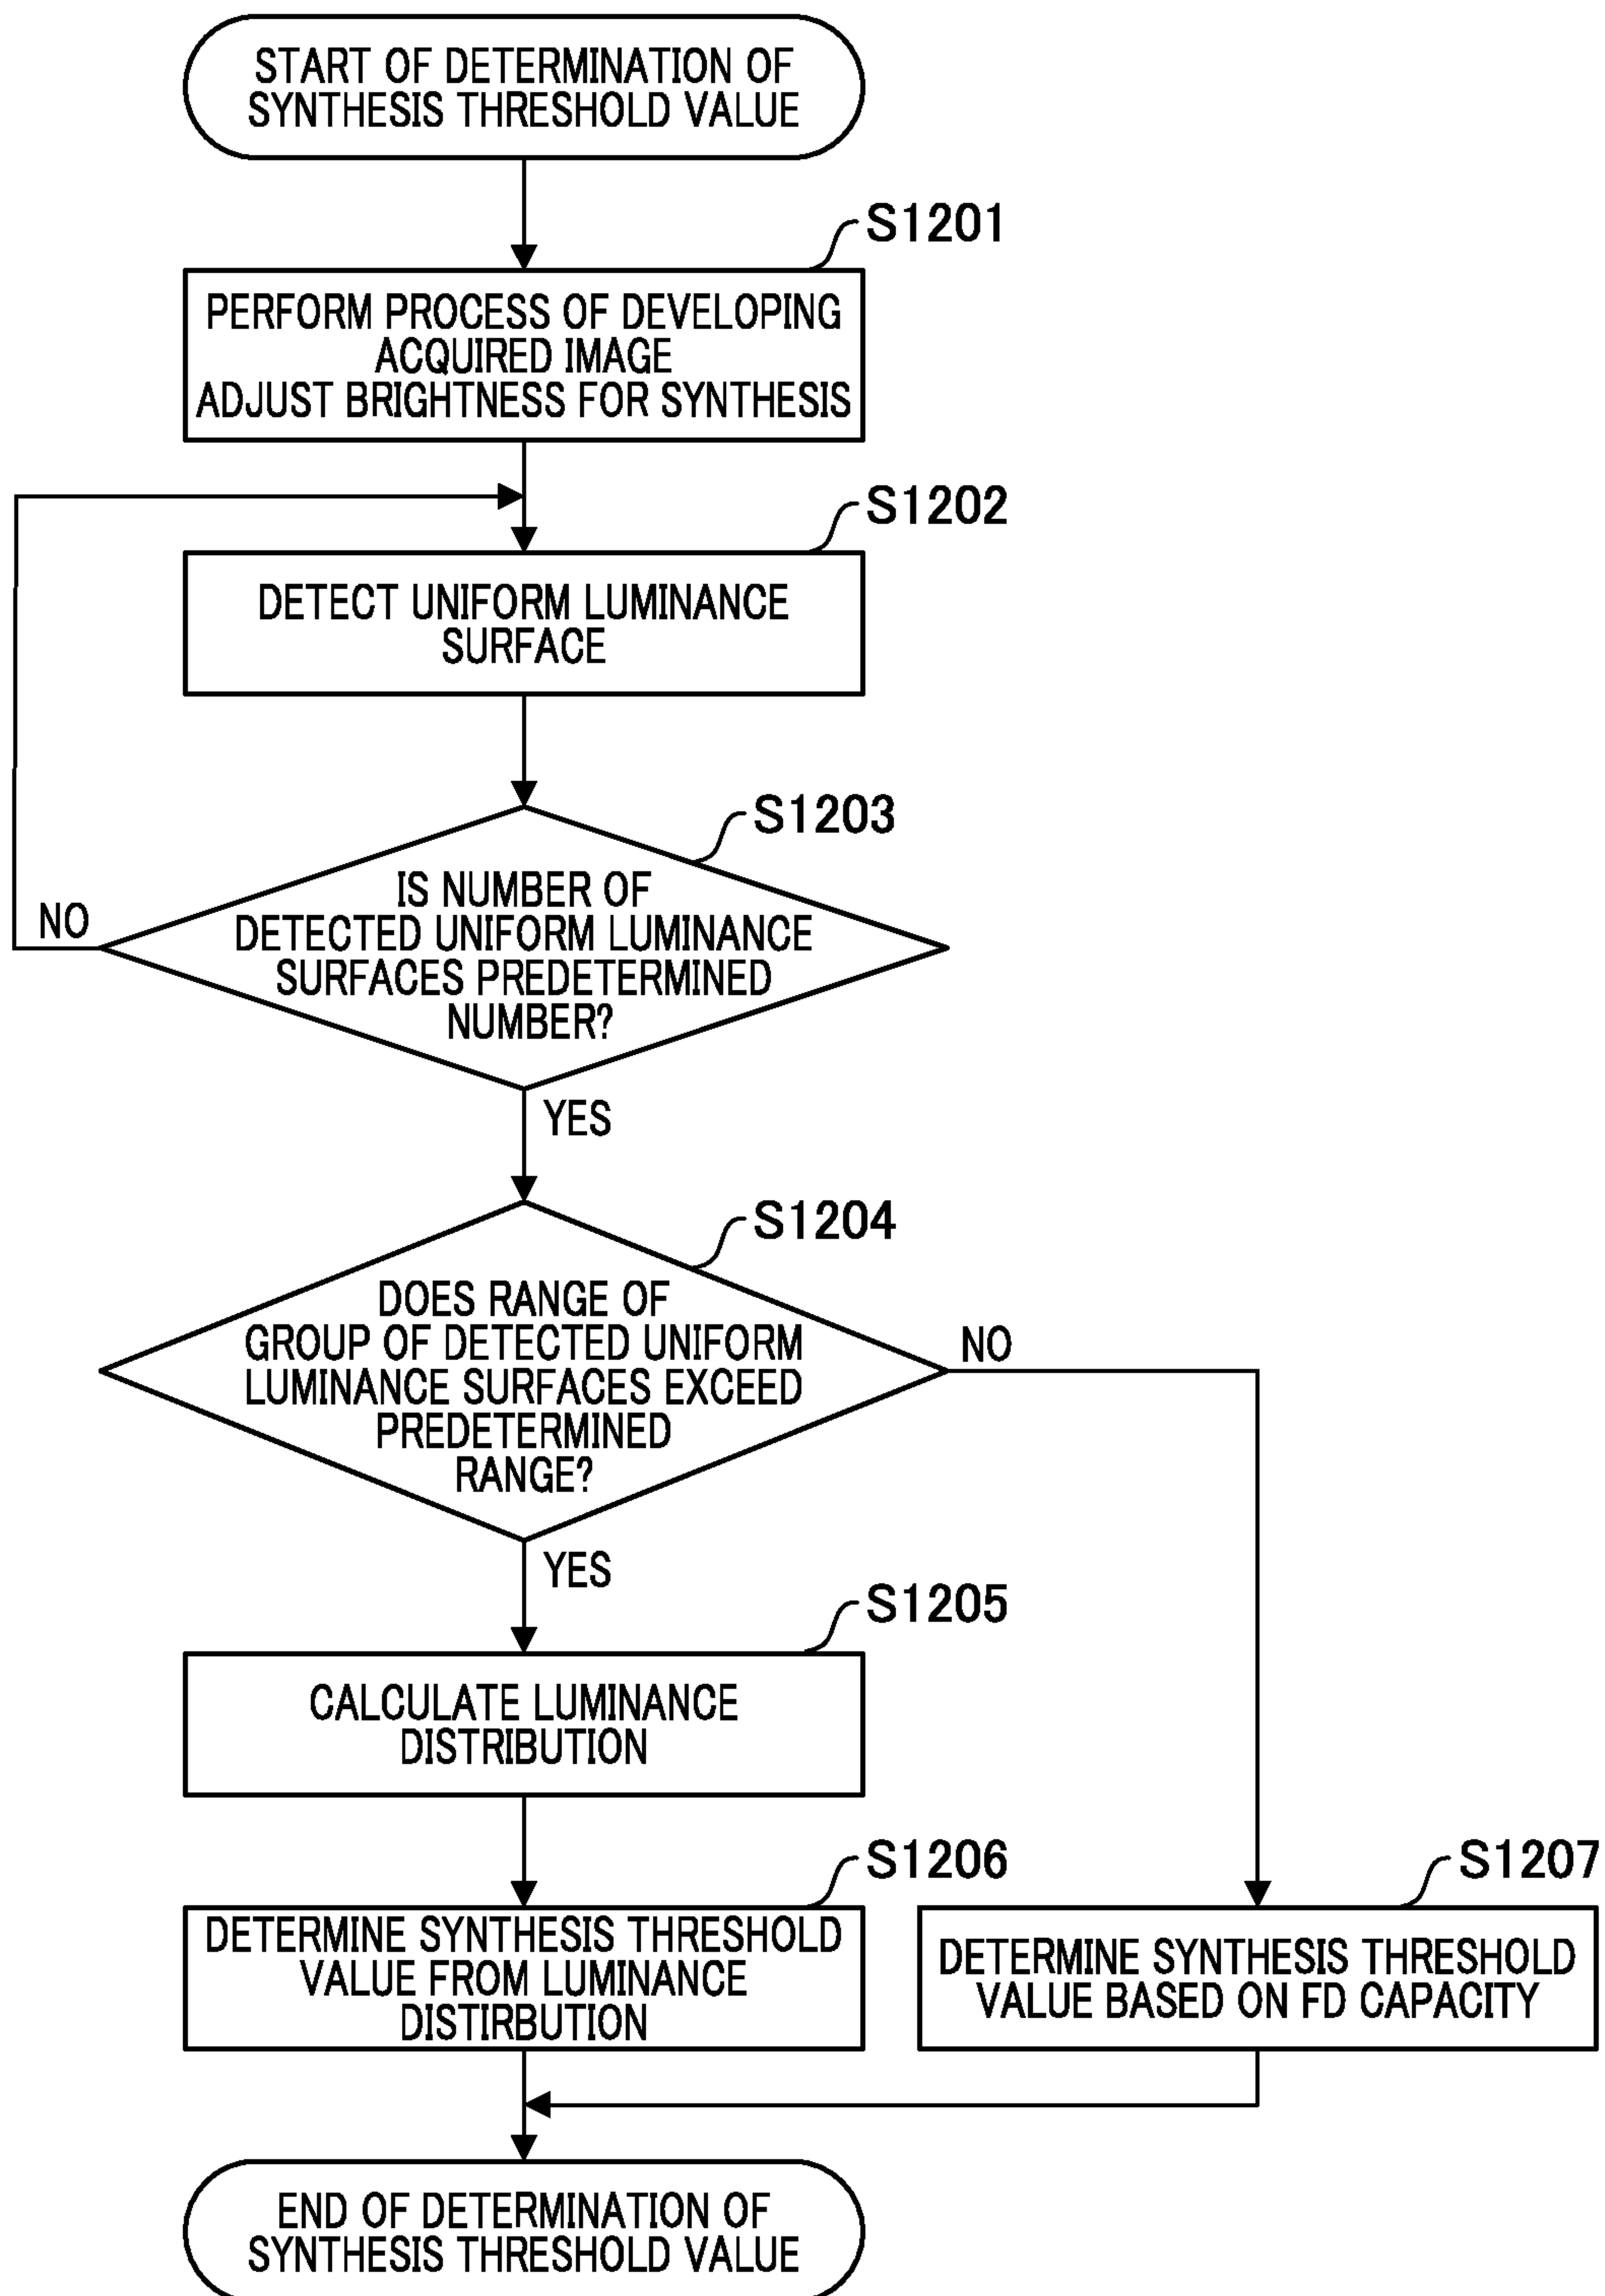 START OF DETERMINATION OF
SYNTHESIS THRESHOLD VALUE
S1201
PERFORM PROCESS OF DEVELOPING
ACQUIRED IMAGE
ADJUST BRIGHTNESS FOR SYNTHESIS
S1202
DETECT UNIFORM LUMINANCE
SURFACE
S1203
IS NUMBER OF
DETECTED UNIFORM LUMINANCE
SURFACES PREDETERMINED
NUMBER?
NO
YES
S1204
DOES RANGE OF
GROUP OF DETECTED UNIFORM
LUMINANCE SURFACES EXCEED
PREDETERMINED
RANGE?
NO
YES
S1205
CALCULATE LUMINANCE
DISTRIBUTION
S1206
DETERMINE SYNTHESIS THRESHOLD
VALUE FROM LUMINANCE
DISTIRBUTION
S1207
DETERMINE SYNTHESIS THRESHOLD
VALUE BASED ON FD CAPACITY
END OF DETERMINATION OF
SYNTHESIS THRESHOLD VALUE